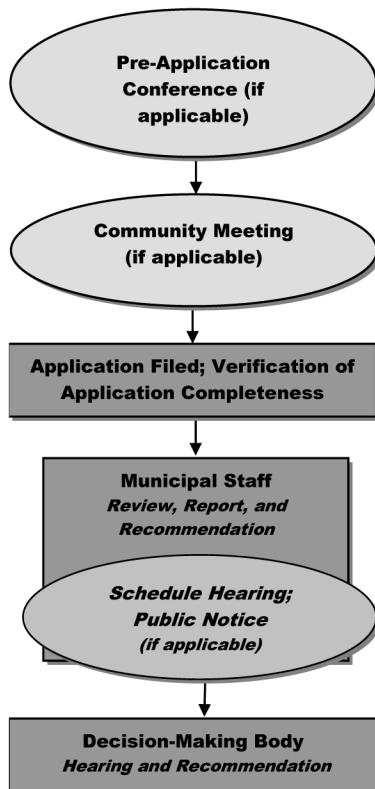 Pre-Application
Conference (if
applicable)
Community Meeting
(if applicable)
Application Filed; Verification of
Application Completeness
Municipal Staff
Review, Report, and
Recommendation
Schedule Hearing;
Public Notice
(if applicable)
Decision-Making Body
Hearing and Recommendation